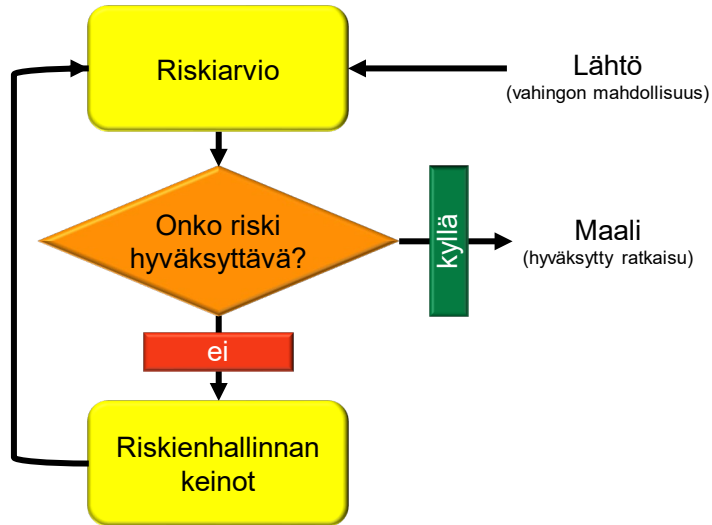 Riskiarvio
Lähtö
(vahingon mahdollisuus)
Onko riski
hyväksyttävä?
kyllä
Maali
(hyväksytty ratkaisu)
ei
Riskienhallinnan
keinot